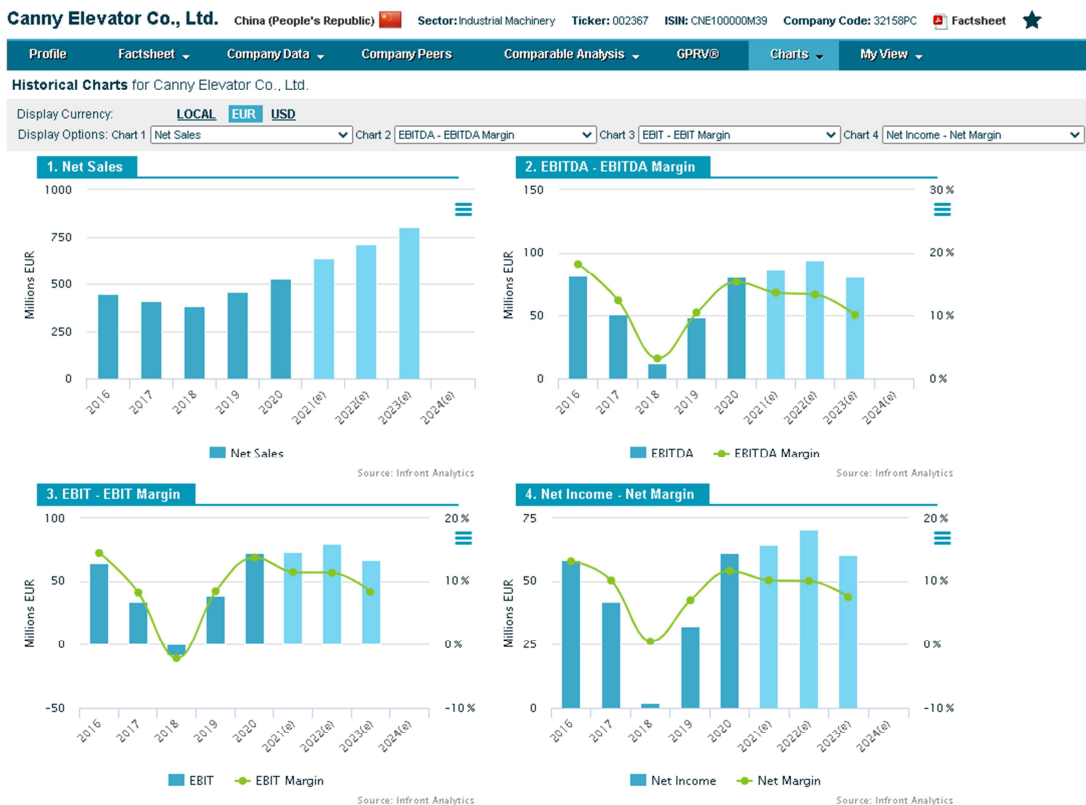 Canny Elevator Co., Ltd. China (People's Republic) Sector: Industrial Machinery Ticker: 002367 ISIN: CNE100000M39 Company Code: 32158PC Factsheet
Profile Factsheet Company Data Company Peers Comparable Analysis GPRV® Charts My View
Historical Charts for Canny Elevator Co., Ltd.
Display Currency: LOCAL EUR USD
Display Options: Chart 1 Net Sales Chart 2 EBITDA - EBITDA Margin Chart 3 EBIT - EBIT Margin Chart 4 Net Income - Net Margin
1. Net Sales
1000
750
500
250
0
Millions EUR
2016 2017 2018 2019 2020 2021(e) 2022(e) 2023(e) 2024(e)
Net Sales
Source: Infront Analytics
2. EBITDA - EBITDA Margin
150 30 %
100 20 %
50 10 %
0 0 %
Millions EUR
2016 2017 2018 2019 2020 2021(e) 2022(e) 2023(e) 2024(e)
EBITDA EBITDA Margin
Source: Infront Analytics
3. EBIT - EBIT Margin
100 20 %
50 10 %
0 0 %
-50 -10 %
Millions EUR
2016 2017 2018 2019 2020 2021(e) 2022(e) 2023(e) 2024(e)
EBIT EBIT Margin
Source: Infront Analytics
4. Net Income - Net Margin
75 20 %
50 10 %
25 0 %
0 -10 %
Millions EUR
2016 2017 2018 2019 2020 2021(e) 2022(e) 2023(e) 2024(e)
Net Income Net Margin
Source: Infront Analytics